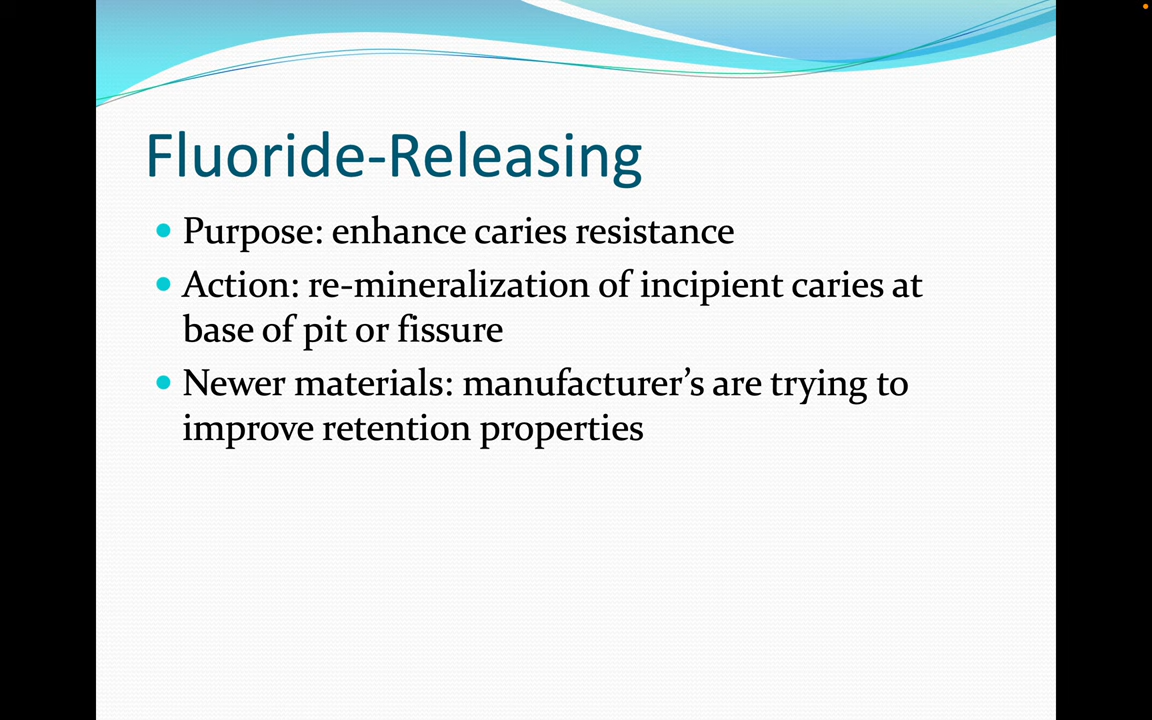 Fluoride-Releasing
Purpose: enhance caries resistance
Action: re-mineralization of incipient caries at
base of pit or fissure
Newer materials: manufacturer’s are trying to
improve retention properties